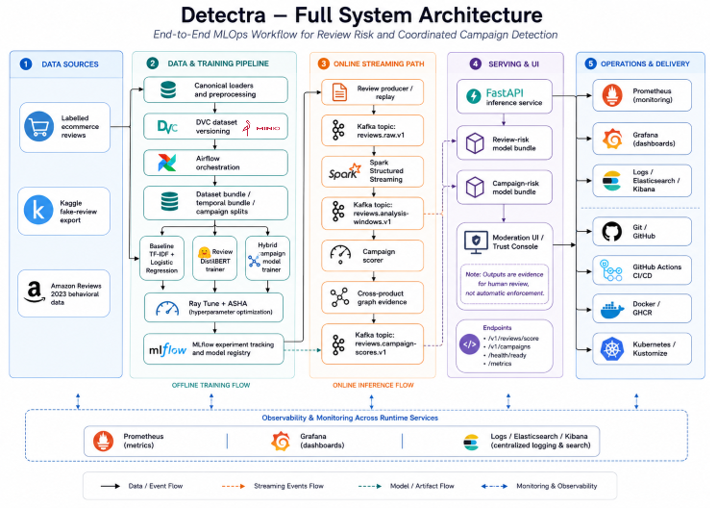 Detectra – Full System Architecture
End-to-End MLOps Workflow for Review Risk and Coordinated Campaign Detection
1 DATA SOURCES
Labelled
ecommerce
reviews
k
Kaggle
fake-review
export
a
Amazon Reviews
2023 behavioral
data
2 DATA & TRAINING PIPELINE
Canonical loaders
and preprocessing
DVC
DVC dataset
versioning
MINIO
Airflow
orchestration
Dataset bundle /
temporal bundle /
campaign splits
Baseline
TF-IDF +
Logistic
Regression
Review
DistilBERT
trainer
Hybrid
campaign
model
trainer
Ray Tune + ASHA
(hyperparameter optimization)
mlflow
MLflow experiment tracking
and model registry
OFFLINE TRAINING FLOW
3 ONLINE STREAMING PATH
Review producer /
replay
Kafka topic:
reviews.raw.v1
Spark
Spark
Structured
Streaming
Kafka topic:
reviews.analysis-
windows.v1
Campaign
scorer
Cross-product
graph evidence
Kafka topic:
reviews.campaign-
scores.v1
ONLINE INFERENCE FLOW
4 SERVING & UI
FastAPI
inference service
Review-risk
model bundle
Campaign-risk
model bundle
Moderation UI /
Trust Console
Note: Outputs are evidence
for human review,
not automatic enforcement.
</>
Endpoints
• /v1/reviews/score
• /v1/campaigns
• /health/ready
• /metrics
5 OPERATIONS & DELIVERY
Prometheus
(monitoring)
Grafana
(dashboards)
Logs /
Elasticsearch /
Kibana
Git /
GitHub
GitHub Actions
CI/CD
Docker /
GHCR
Kubernetes /
Kustomize
Observability & Monitoring Across Runtime Services
Prometheus
(metrics)
Grafana
(dashboards)
Logs / Elasticsearch / Kibana
(centralized logging & search)
Data / Event Flow
Streaming Events Flow
Model / Artifact Flow
Monitoring & Observability